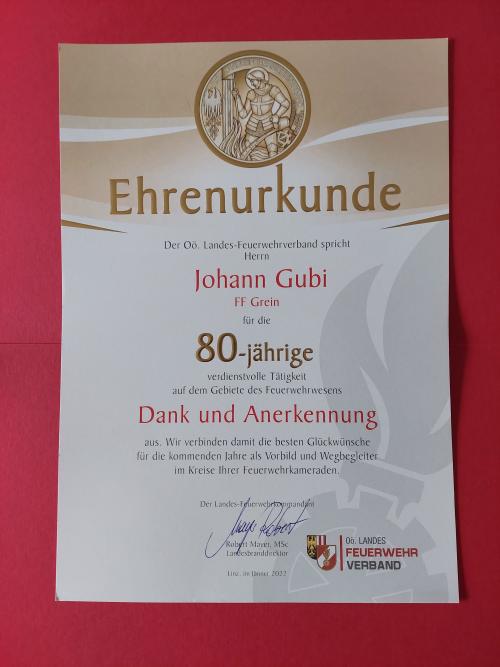 Ehrenurkunde
Der Oö. Landes-Feuerwehrverband spricht
Herrn
Johann Gubi
FF Grein
für die
80-jährige
verdienstvolle Tätigkeit
auf dem Gebiete des Feuerwehrwesens
Dank und Anerkennung
aus. Wir verbinden damit die besten Glückwünsche
für die kommenden Jahre als Vorbild und Wegbegleiter
im Kreise Ihrer Feuerwehrkameraden.
Der Landes-Feuerwehrkommandant
Robert Mayer, MSc
Landesbranddirektor
Linz, im Jänner 2022
Oö. LANDES
FEUERWEHR
VERBAND